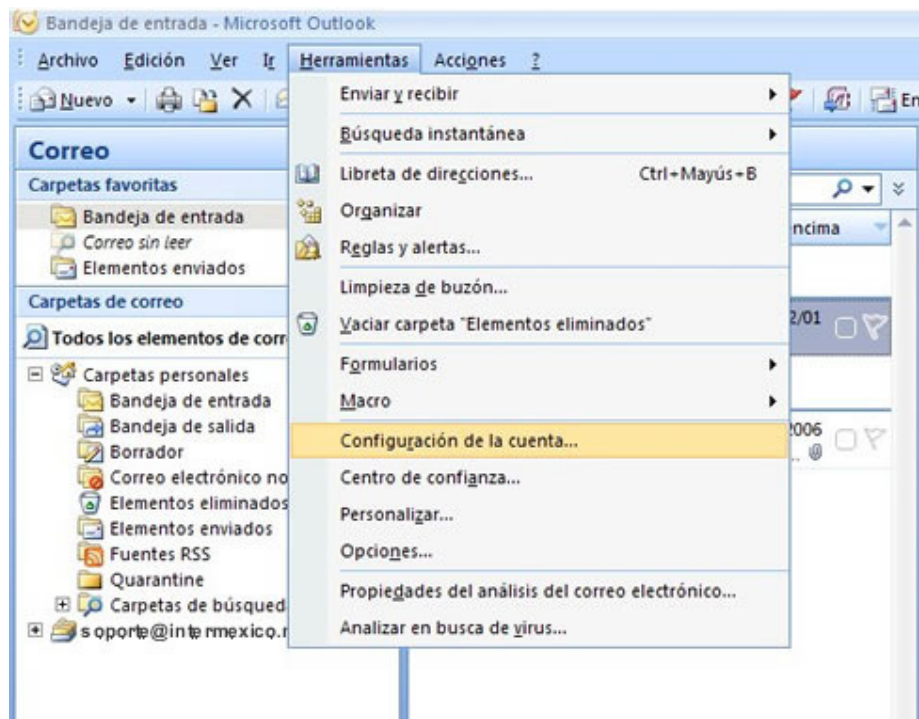 Bandeja de entrada - Microsoft Outlook
Archivo Edición Ver Ir Herramientas Acciones ?
Nuevo
Enviar y recibir
Búsqueda instantánea
Libreta de direcciones... Ctrl+Mayús+B
Organizar
Reglas y alertas...
Limpieza de buzón...
Vaciar carpeta "Elementos eliminados"
Formularios
Macro
Configuración de la cuenta...
Centro de confianza...
Personalizar...
Opciones...
Propiedades del análisis del correo electrónico...
Analizar en busca de virus...
Correo
Carpetas favoritas
Bandeja de entrada
Correo sin leer
Elementos enviados
Carpetas de correo
Todos los elementos de corr
Carpetas personales
Bandeja de entrada
Bandeja de salida
Borrador
Correo electrónico no
Elementos eliminados
Elementos enviados
Fuentes RSS
Quarantine
Carpetas de búsqued
soporte@intermexico.
ncima
2/01